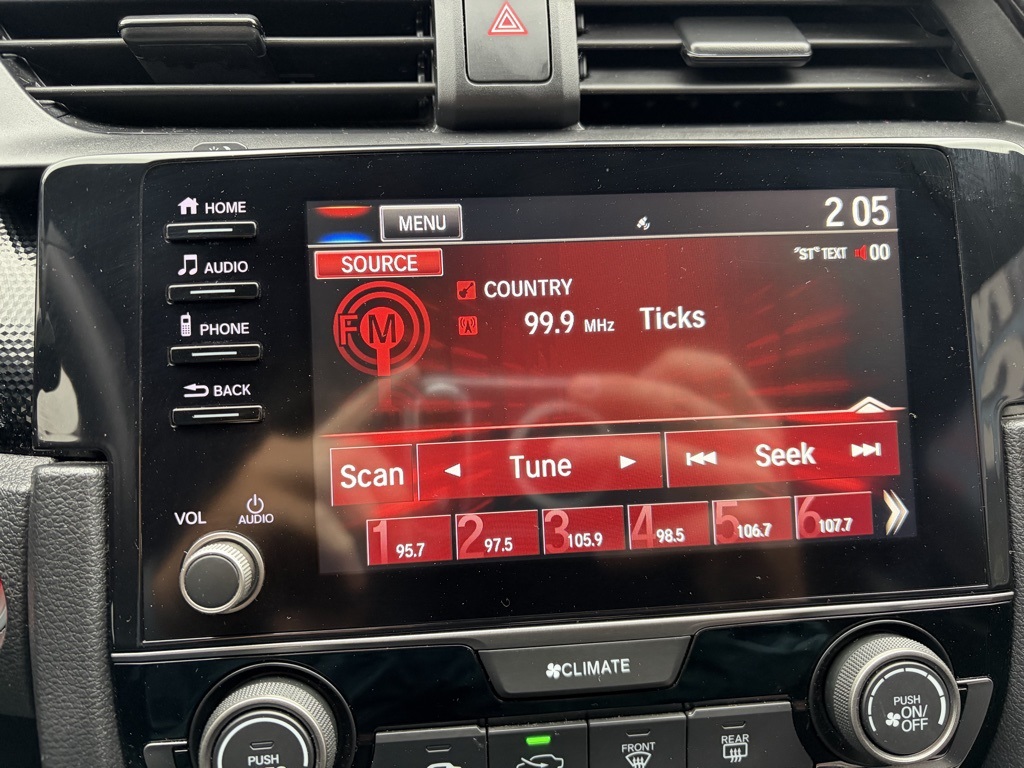 HOME
AUDIO
PHONE
BACK
VOL
AUDIO
MENU
2 05
SOURCE
"ST" TEXT 00
COUNTRY
FM
99.9 MHz Ticks
Scan
Tune
Seek
1 95.7
2 97.5
3 105.9
4 98.5
5 106.7
6 107.7
CLIMATE
PUSH
FRONT
REAR
PUSH
ON/
OFF